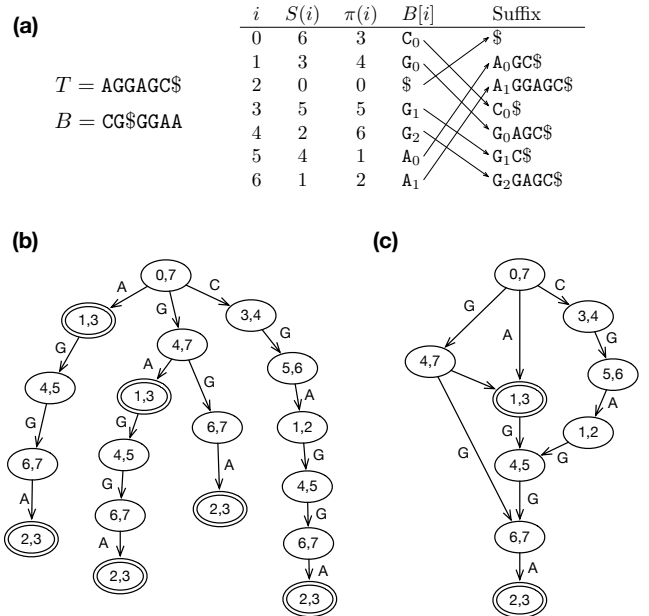 (a)
T = AGGAGC$
B = CG$GGAA
i S(i) π(i) B[i] Suffix
0 6 3 C₀ $
1 3 4 G₀ A₀GC$
2 0 0 $ A₁GGAGC$
3 5 5 G₁ C₀$
4 2 6 G₂ G₀AGC$
5 4 1 A₀ G₁C$
6 1 2 A₁ G₂GAGC$
(b)
0,7
A G C
1,3 4,7 3,4
G A G G
4,5 1,3 5,6
G G A
6,7 4,5 6,7 1,2
A G A G
2,3 6,7 2,3 4,5
A G
2,3 6,7
A
2,3
(c)
0,7
G A C
4,7 3,4
G
1,3 5,6
G G A
4,5 G 1,2
G
6,7
A
2,3